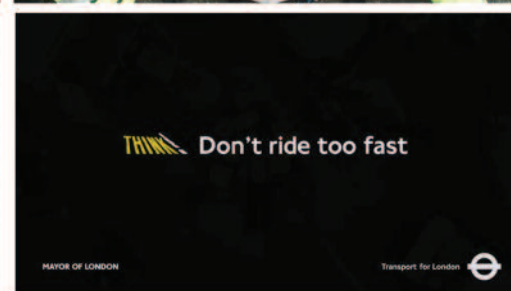 THINK! Don't ride too fast
MAYOR OF LONDON
Transport for London